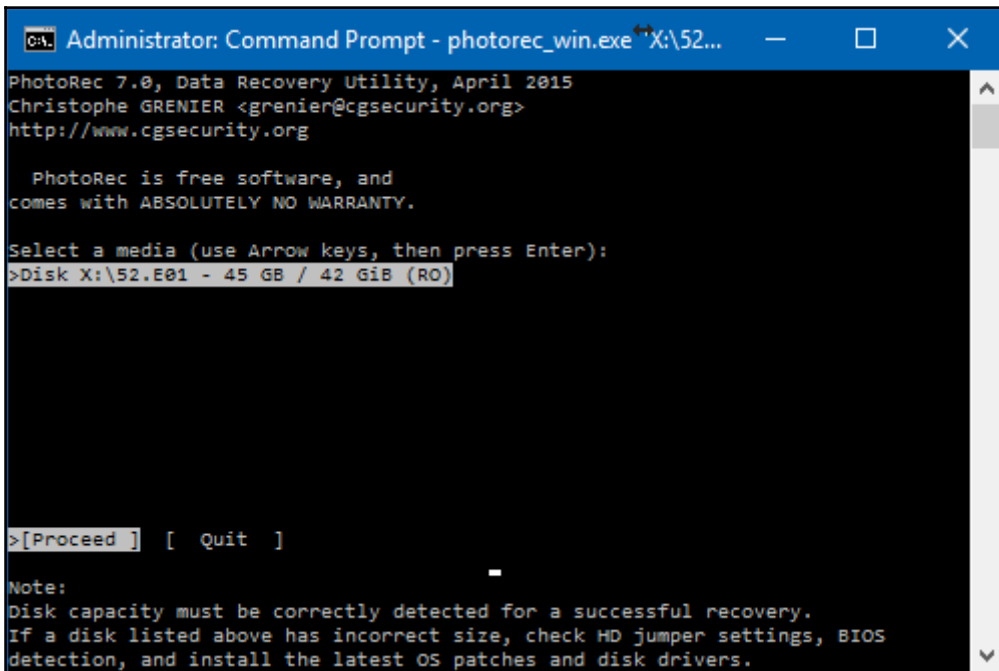 Administrator: Command Prompt - photorec_win.exe X:\52...
PhotoRec 7.0, Data Recovery Utility, April 2015
Christophe GRENIER <grenier@cgsecurity.org>
http://www.cgsecurity.org
PhotoRec is free software, and
comes with ABSOLUTELY NO WARRANTY.
Select a media (use Arrow keys, then press Enter):
>Disk X:\52.E01 - 45 GB / 42 GiB (RO)
>[Proceed ]  [  Quit  ]
Note:
Disk capacity must be correctly detected for a successful recovery.
If a disk listed above has incorrect size, check HD jumper settings, BIOS
detection, and install the latest OS patches and disk drivers.